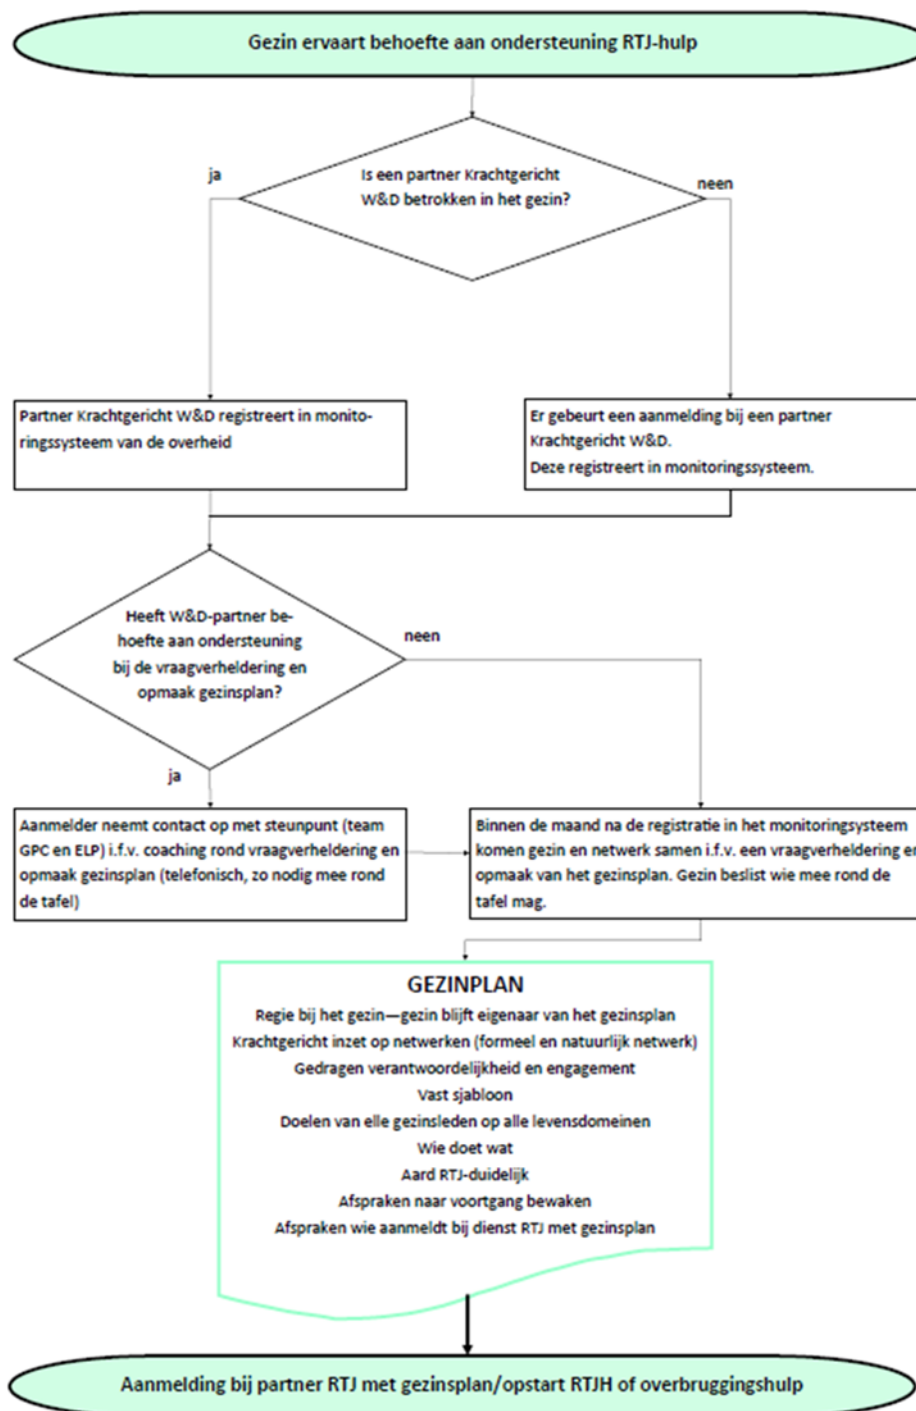 Gezin ervaart behoefte aan ondersteuning RTJ-hulp
Is een partner Krachtgericht
W&D betrokken in het gezin?
ja
neen
Partner Krachtgericht W&D registreert in monito-
ringssysteem van de overheid
Er gebeurt een aanmelding bij een partner
Krachtgericht W&D.
Deze registreert in monitoringssysteem.
Heeft W&D-partner be-
hoefte aan ondersteuning
bij de vraagverheldering en
opmaak gezinsplan?
neen
ja
Aanmelder neemt contact op met steunpunt (team
GPC en ELP) i.f.v. coaching rond vraagverheldering en
opmaak gezinsplan (telefonisch, zo nodig mee rond
de tafel)
Binnen de maand na de registratie in het monitoringsysteem
komen gezin en netwerk samen i.f.v. een vraagverheldering en
opmaak van het gezinsplan. Gezin beslist wie mee rond de
tafel mag.
GEZINPLAN
Regie bij het gezin—gezin blijft eigenaar van het gezinsplan
Krachtgericht inzet op netwerken (formeel en natuurlijk netwerk)
Gedragen verantwoordelijkheid en engagement
Vast sjabloon
Doelen van elle gezinsleden op alle levensdomeinen
Wie doet wat
Aard RTJ-duidelijk
Afspraken naar voortgang bewaken
Afspraken wie aanmeldt bij dienst RTJ met gezinsplan
Aanmelding bij partner RTJ met gezinsplan/opstart RTJH of overbruggingshulp